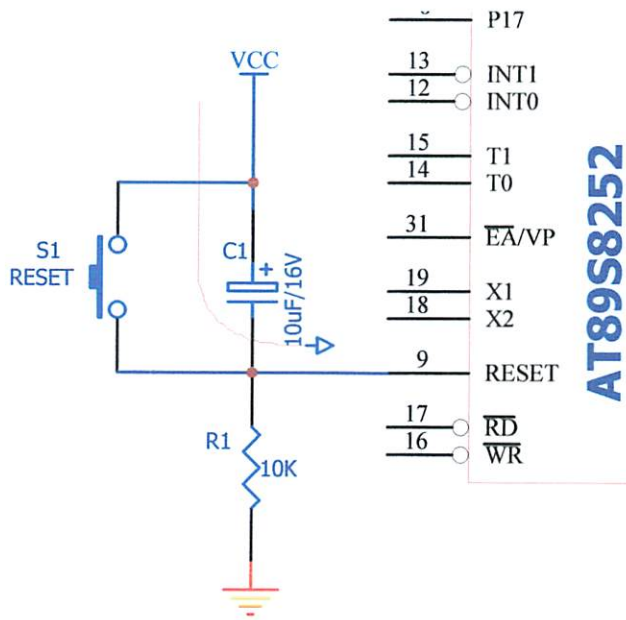 P17
VCC
13 INT1
12 INT0
15 T1
14 T0
31 EA/VP
S1
RESET
C1
+
10uF/16V
19 X1
18 X2
9 RESET
17 RD
16 WR
R1
10K
AT89S8252